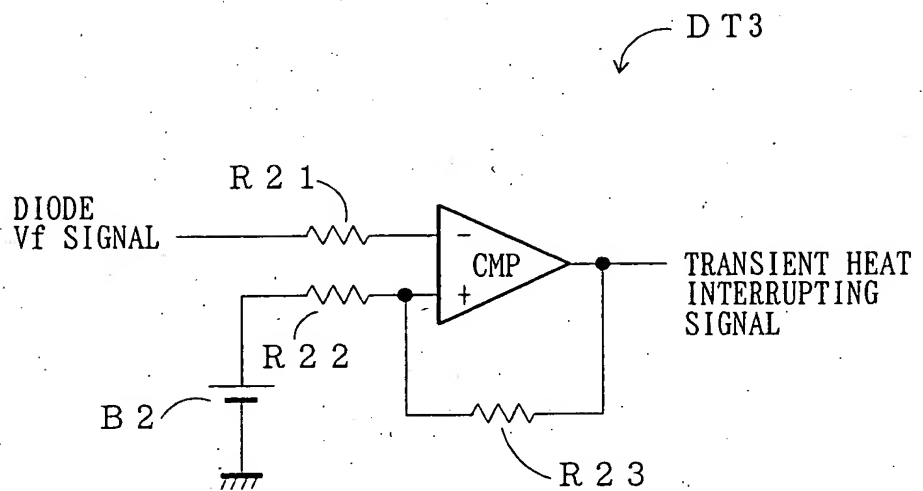 DT3
R21
DIODE
Vf SIGNAL
-
CMP
+
TRANSIENT HEAT
INTERRUPTING
SIGNAL
R22
B2
R23